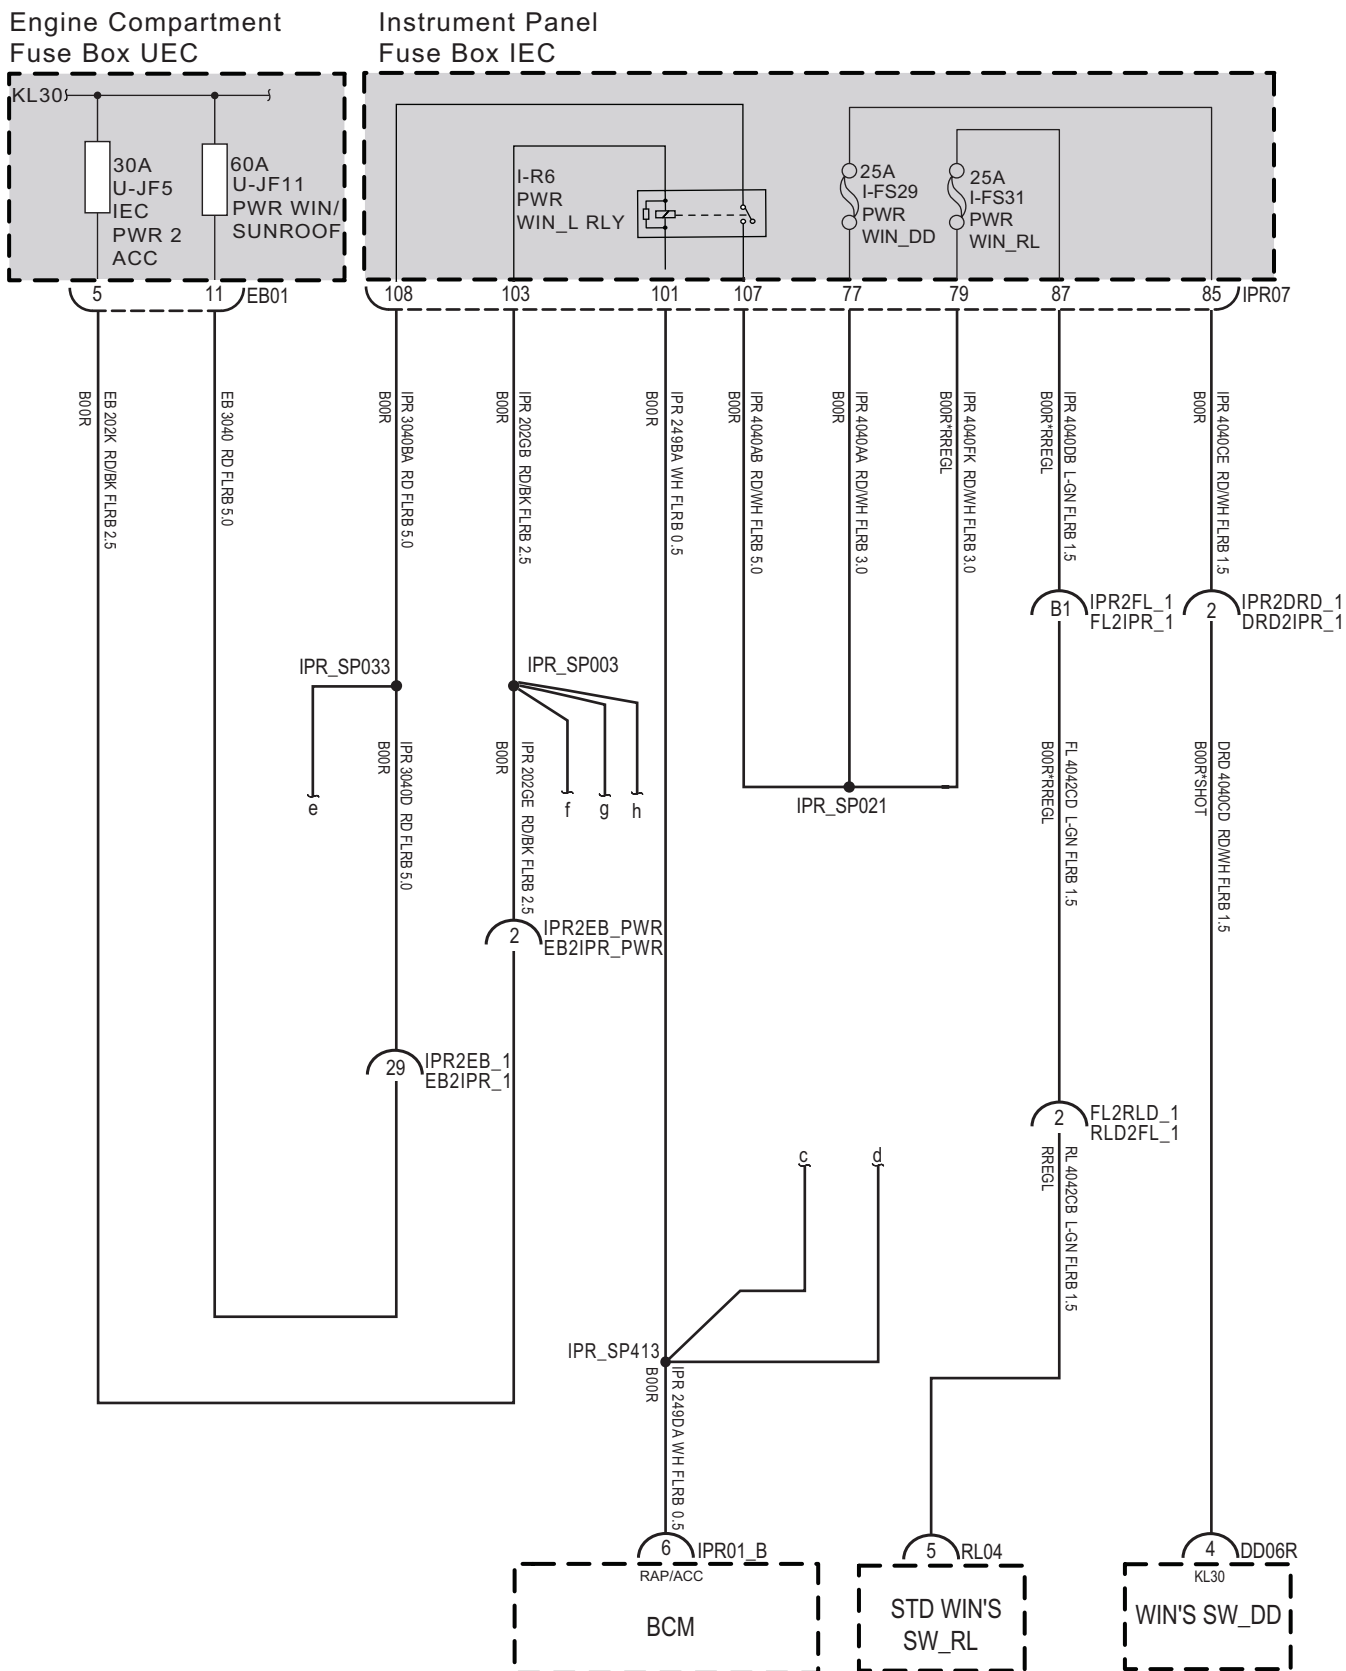 Engine Compartment
Fuse Box UEC
Instrument Panel
Fuse Box IEC
KL30
30A
U-JF5
IEC
PWR 2
ACC
60A
U-JF11
PWR WIN/
SUNROOF
I-R6
PWR
WIN_L RLY
25A
I-FS29
PWR
WIN_DD
25A
I-FS31
PWR
WIN_RL
5
11
EB01
108
103
101
107
77
79
87
85
IPR07
EB 202K RD/BK FLRB 2.5
B00R
EB 3040 RD FLRB 5.0
IPR 3040BA RD FLRB 5.0
B00R
IPR 202GB RD/BK FLRB 2.5
B00R
IPR 249BA WH FLRB 0.5
B00R
IPR 4040AB RD/WH FLRB 5.0
B00R
IPR 4040AA RD/WH FLRB 3.0
B00R
IPR 4040FK RD/WH FLRB 3.0
B00R*RREGL
IPR 4040DB L-GN FLRB 1.5
B00R*RREGL
IPR 4040CE RD/WH FLRB 1.5
B00R
B1
IPR2FL_1
FL2IPR_1
2
IPR2DRD_1
DRD2IPR_1
IPR_SP033
IPR_SP003
e
f
g
h
IPR_SP021
IPR 3040D RD FLRB 5.0
B00R
IPR 202GE RD/BK FLRB 2.5
B00R
FL 4042CD L-GN FLRB 1.5
B00R*RREGL
DRD 4040CD RD/WH FLRB 1.5
B00R*SHOT
2
IPR2EB_PWR
EB2IPR_PWR
29
IPR2EB_1
EB2IPR_1
2
FL2RLD_1
RLD2FL_1
c
d
RL 4042CB L-GN FLRB 1.5
RREGL
IPR_SP413
IPR 249DA WH FLRB 0.5
B00R
6
IPR01_B
5
RL04
4
DD06R
RAP/ACC
BCM
STD WIN'S
SW_RL
KL30
WIN'S SW_DD